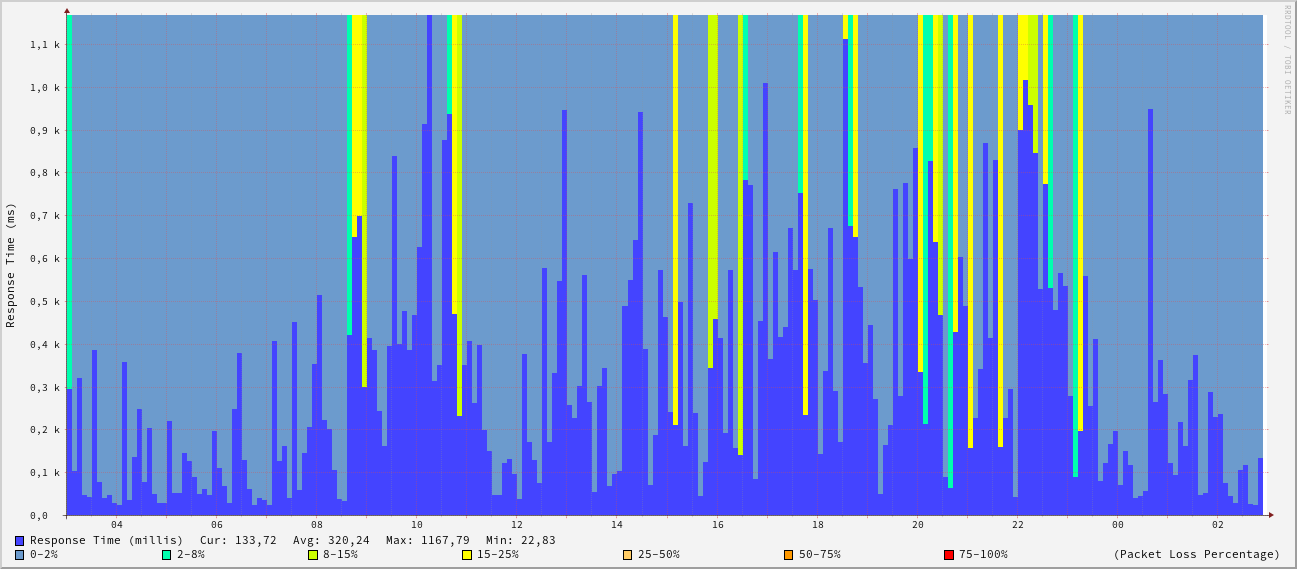 RRDTOOL / TOBI OETIKER
Response Time (ms)
1,1 k
1,0 k
0,9 k
0,8 k
0,7 k
0,6 k
0,5 k
0,4 k
0,3 k
0,2 k
0,1 k
0,0
04 06 08 10 12 14 16 18 20 22 00 02
Response Time (millis) Cur: 133,72 Avg: 320,24 Max: 1167,79 Min: 22,83
0-2% 2-8% 8-15% 15-25% 25-50% 50-75% 75-100% (Packet Loss Percentage)